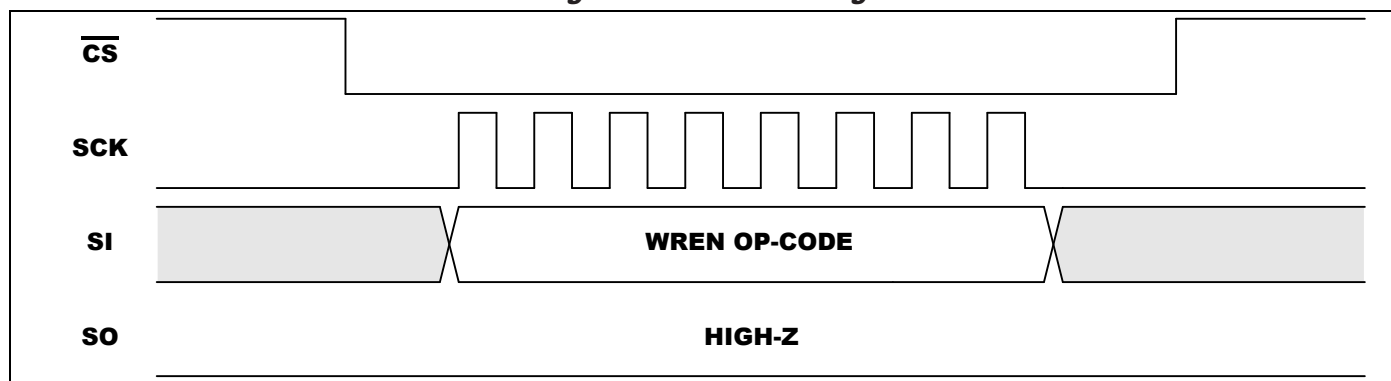 CS
SCK
SI
WREN OP-CODE
SO
HIGH-Z